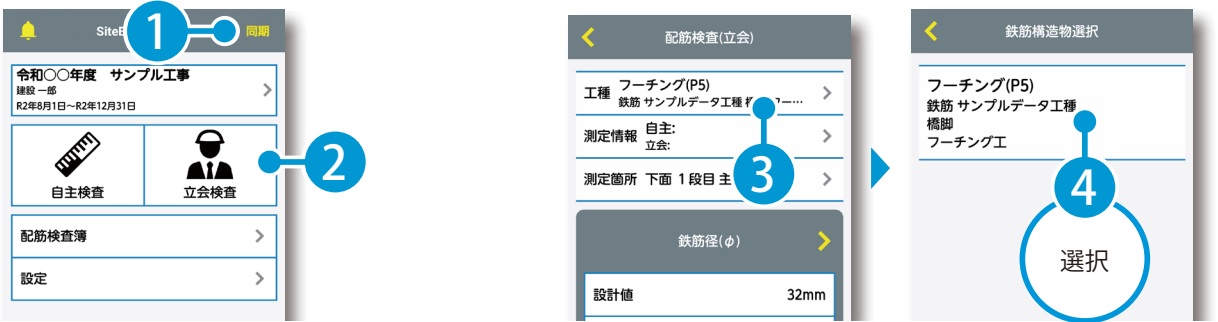 1
SiteB
同期
令和○○年度 サンプル工事
建設 一郎
R2年8月1日~R2年12月31日
自主検査
立会検査
2
配筋検査簿
設定
配筋検査(立会)
工種 フーチング(P5)
鉄筋 サンプルデータ工種
測定情報 自主:
立会:
測定箇所 下面 1段目 主
3
鉄筋径(φ)
設計値 32mm
鉄筋構造物選択
フーチング(P5)
鉄筋 サンプルデータ工種
橋脚
フーチング工
4
選択